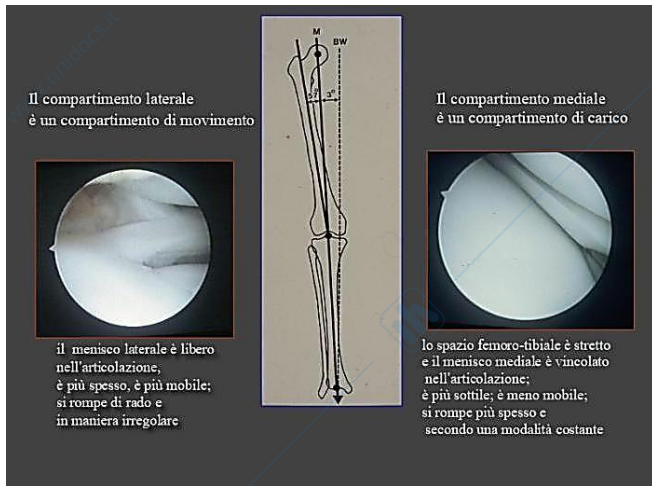 Il compartimento laterale
è un compartimento di movimento
il menisco laterale è libero
nell'articolazione,
è più spesso, è più mobile;
si rompe di rado e
in maniera irregolare
M
BW
3°
Il compartimento mediale
è un compartimento di carico
lo spazio femoro-tibiale è stretto
e il menisco mediale è vincolato
nell'articolazione;
è più sottile; è meno mobile;
si rompe più spesso e
secondo una modalità costante